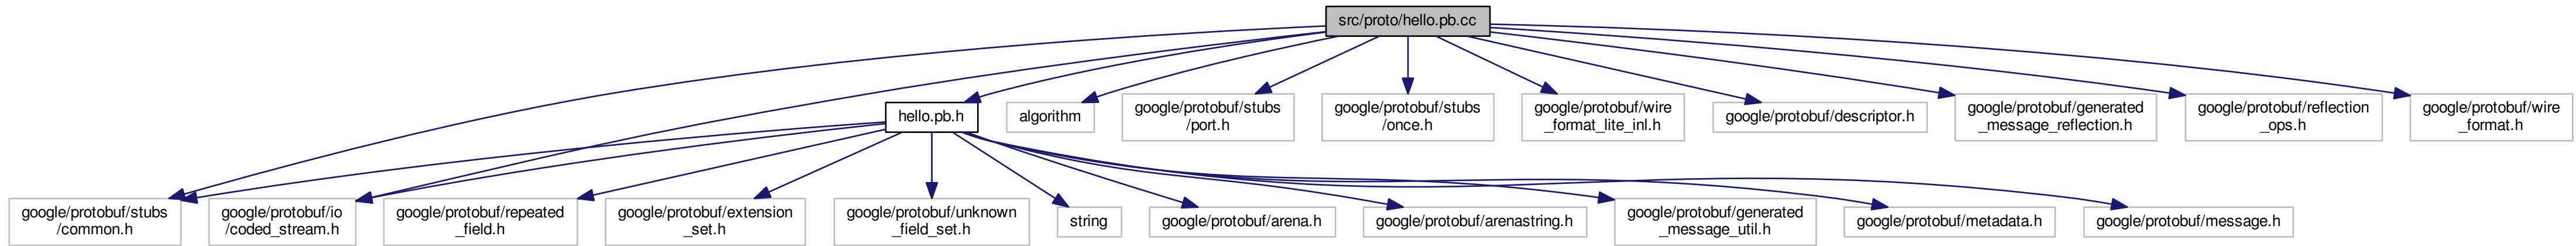 src/proto/hello.pb.cc
hello.pb.h
algorithm
google/protobuf/stubs
/port.h
google/protobuf/stubs
/once.h
google/protobuf/wire
_format_lite_inl.h
google/protobuf/descriptor.h
google/protobuf/generated
_message_reflection.h
google/protobuf/reflection
_ops.h
google/protobuf/wire
_format.h
google/protobuf/stubs
/common.h
google/protobuf/io
/coded_stream.h
google/protobuf/repeated
_field.h
google/protobuf/extension
_set.h
google/protobuf/unknown
_field_set.h
string
google/protobuf/arena.h
google/protobuf/arenastring.h
google/protobuf/generated
_message_util.h
google/protobuf/metadata.h
google/protobuf/message.h